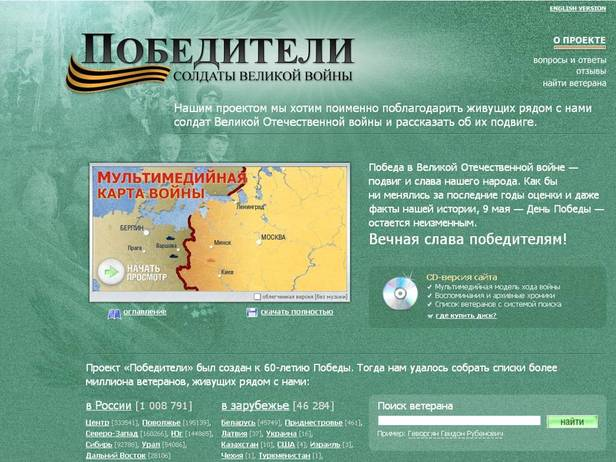 ENGLISH VERSION
ПОБЕДИТЕЛИ
СОЛДАТЫ ВЕЛИКОЙ ВОЙНЫ
О ПРОЕКТЕ
вопросы и ответы
отзывы
найти ветерана
Нашим проектом мы хотим поименно поблагодарить живущих рядом с нами
солдат Великой Отечественной войны и рассказать об их подвиге.
МУЛЬТИМЕДИЙНАЯ
КАРТА ВОЙНЫ
Ленинград
БЕРЛИН
МОСКВА
Прага
Варшава
Минск
Киев
НАЧАТЬ
ПРОСМОТР
облегченная версия [без музыки]
оглавление
скачать полностью
Победа в Великой Отечественной войне —
подвиг и слава нашего народа. Как бы
ни менялись за последние годы оценки и даже
факты нашей истории, 9 мая — День Победы —
остается неизменным.
Вечная слава победителям!
CD-версия сайта
✓ Мультимедийная модель хода войны
✓ Воспоминания и архивные хроники
✓ Список ветеранов с системой поиска
где купить диск?
Проект «Победители» был создан к 60-летию Победы. Тогда нам удалось собрать списки более
миллиона ветеранов, живущих рядом с нами:
в России [1 008 791]
Центр [333541], Поволжье [195139],
Северо-Запад [160266], Юг [144885],
Сибирь [92786], Урал [84086],
Дальний Восток [28106]
в зарубежье [46 284]
Беларусь [45749], Приднестровье [461],
Латвия [37], Украина [16],
Казахстан [10], США [4], Израиль [3],
Чехия [1], Туркменистан [1],
Поиск ветерана
найти
Пример: Геворгян Гвидон Рубенович